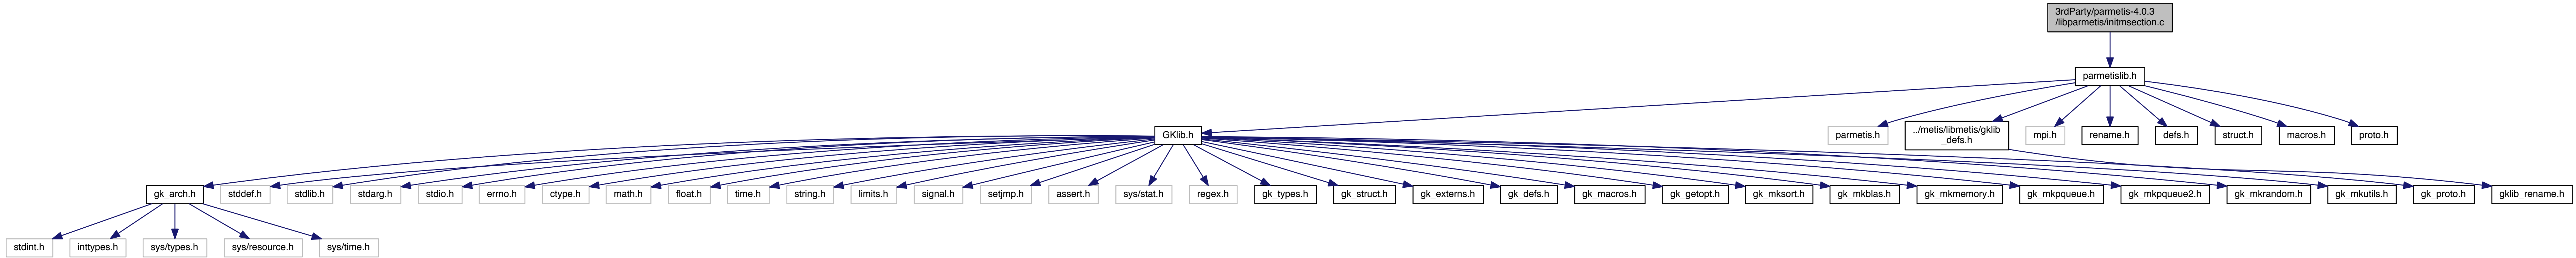 3rdParty/parmetis-4.0.3
/libparmetis/initmsection.c
parmetislib.h
GKlib.h
parmetis.h
../metis/libmetis/gklib
_defs.h
mpi.h
rename.h
defs.h
struct.h
macros.h
proto.h
gk_arch.h
stddef.h
stdlib.h
stdarg.h
stdio.h
errno.h
ctype.h
math.h
float.h
time.h
string.h
limits.h
signal.h
setjmp.h
assert.h
sys/stat.h
regex.h
gk_types.h
gk_struct.h
gk_externs.h
gk_defs.h
gk_macros.h
gk_getopt.h
gk_mksort.h
gk_mkblas.h
gk_mkmemory.h
gk_mkpqueue.h
gk_mkpqueue2.h
gk_mkrandom.h
gk_mkutils.h
gk_proto.h
gklib_rename.h
stdint.h
inttypes.h
sys/types.h
sys/resource.h
sys/time.h